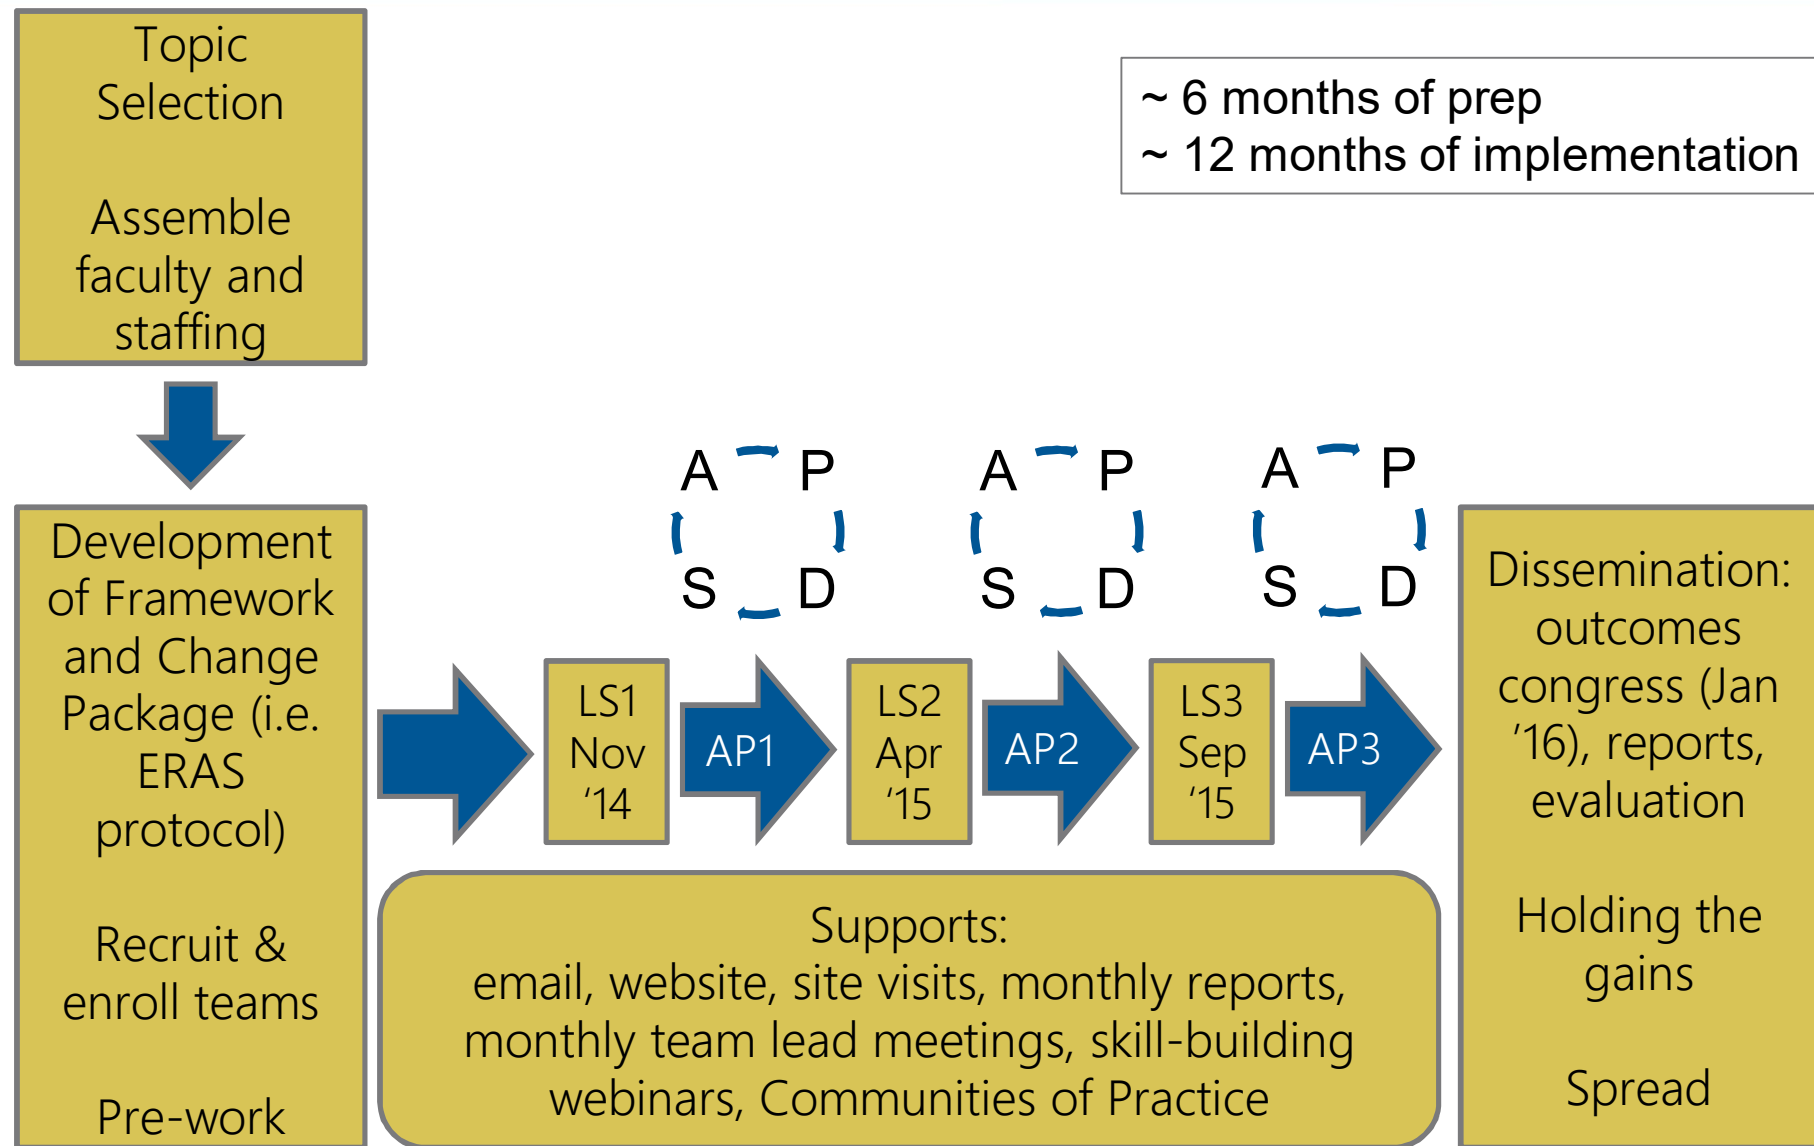 Topic
Selection
Assemble
faculty and
staffing
~ 6 months of prep
~ 12 months of implementation
Development
of Framework
and Change
Package (i.e.
ERAS
protocol)
Recruit &
enroll teams
Pre-work
A P
S D
A P
S D
A P
S D
LS1
Nov
‘14
AP1
LS2
Apr
‘15
AP2
LS3
Sep
‘15
AP3
Supports:
email, website, site visits, monthly reports,
monthly team lead meetings, skill-building
webinars, Communities of Practice
Dissemination:
outcomes
congress (Jan
’16), reports,
evaluation
Holding the
gains
Spread